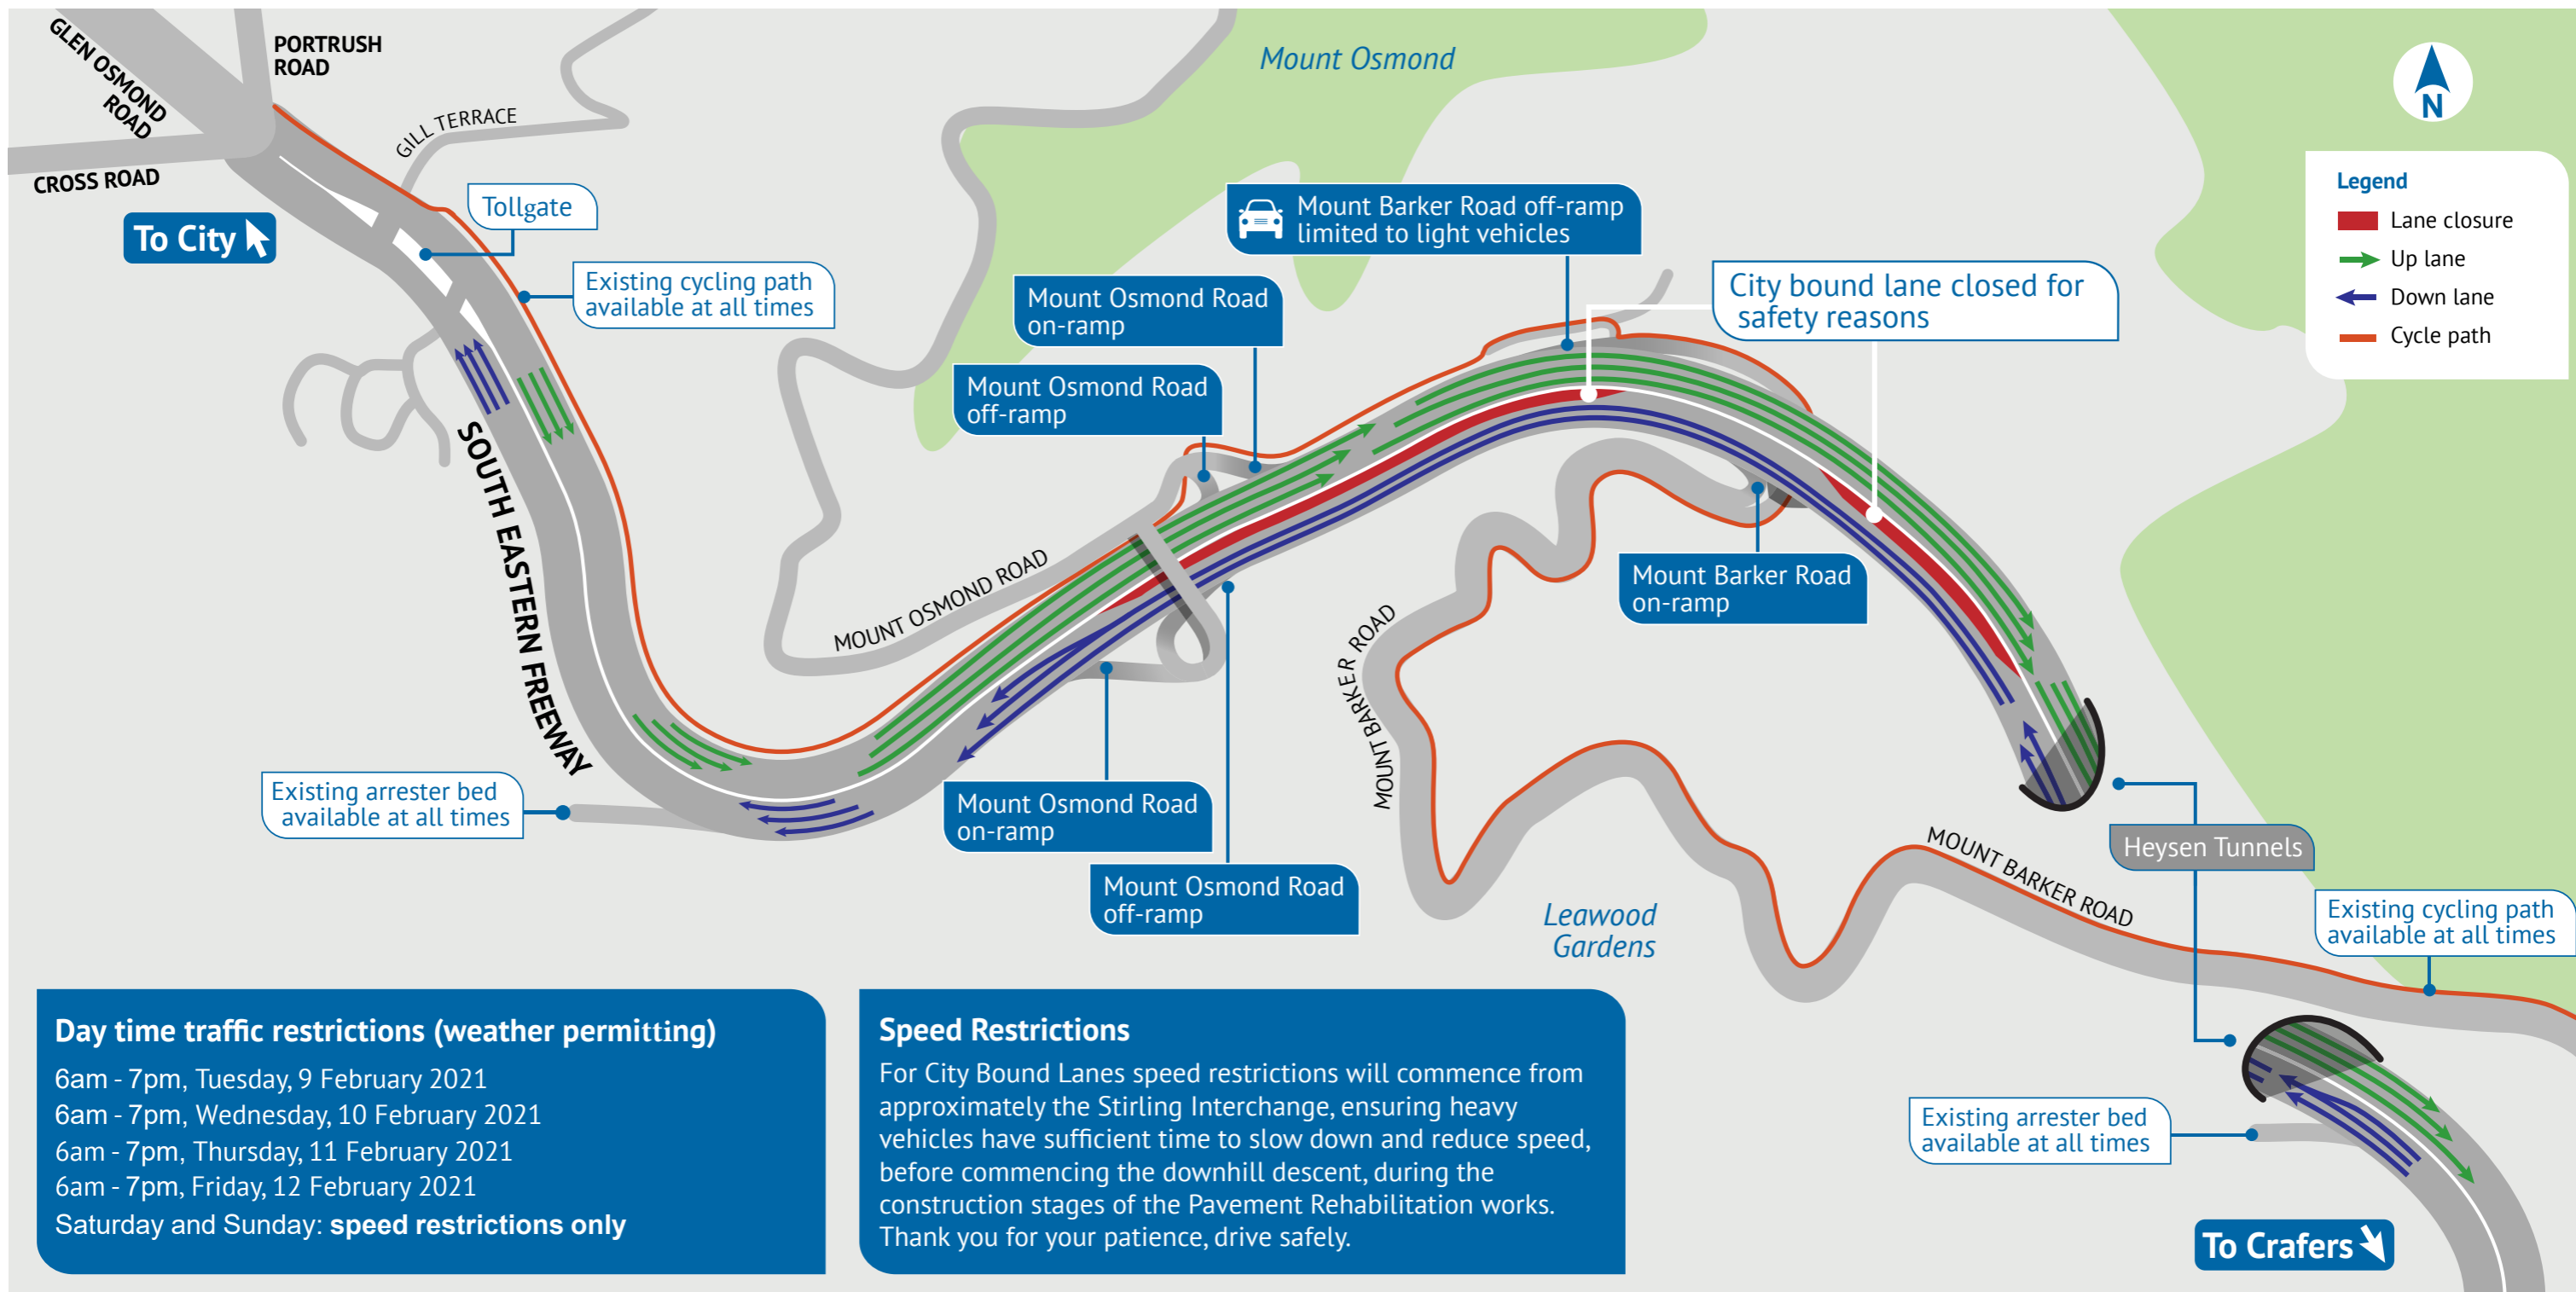 GLEN OSMOND
ROAD
PORTRUSH
ROAD
GILL TERRACE
CROSS ROAD
To City
Tollgate
Existing cycling path
available at all times
Mount Osmond
Mount Barker Road off-ramp
limited to light vehicles
Mount Osmond Road
on-ramp
Mount Osmond Road
off-ramp
City bound lane closed for
safety reasons
N
Legend
Lane closure
Up lane
Down lane
Cycle path
SOUTH EASTERN FREEWAY
MOUNT OSMOND ROAD
Mount Barker Road
on-ramp
MOUNT BARKER ROAD
Existing arrester bed
available at all times
Mount Osmond Road
on-ramp
Mount Osmond Road
off-ramp
Leawood
Gardens
MOUNT BARKER ROAD
Heysen Tunnels
Existing cycling path
available at all times
Existing arrester bed
available at all times
To Crafers
Day time traffic restrictions (weather permitting)
6am - 7pm, Tuesday, 9 February 2021
6am - 7pm, Wednesday, 10 February 2021
6am - 7pm, Thursday, 11 February 2021
6am - 7pm, Friday, 12 February 2021
Saturday and Sunday: speed restrictions only
Speed Restrictions
For City Bound Lanes speed restrictions will commence from
approximately the Stirling Interchange, ensuring heavy
vehicles have sufficient time to slow down and reduce speed,
before commencing the downhill descent, during the
construction stages of the Pavement Rehabilitation works.
Thank you for your patience, drive safely.